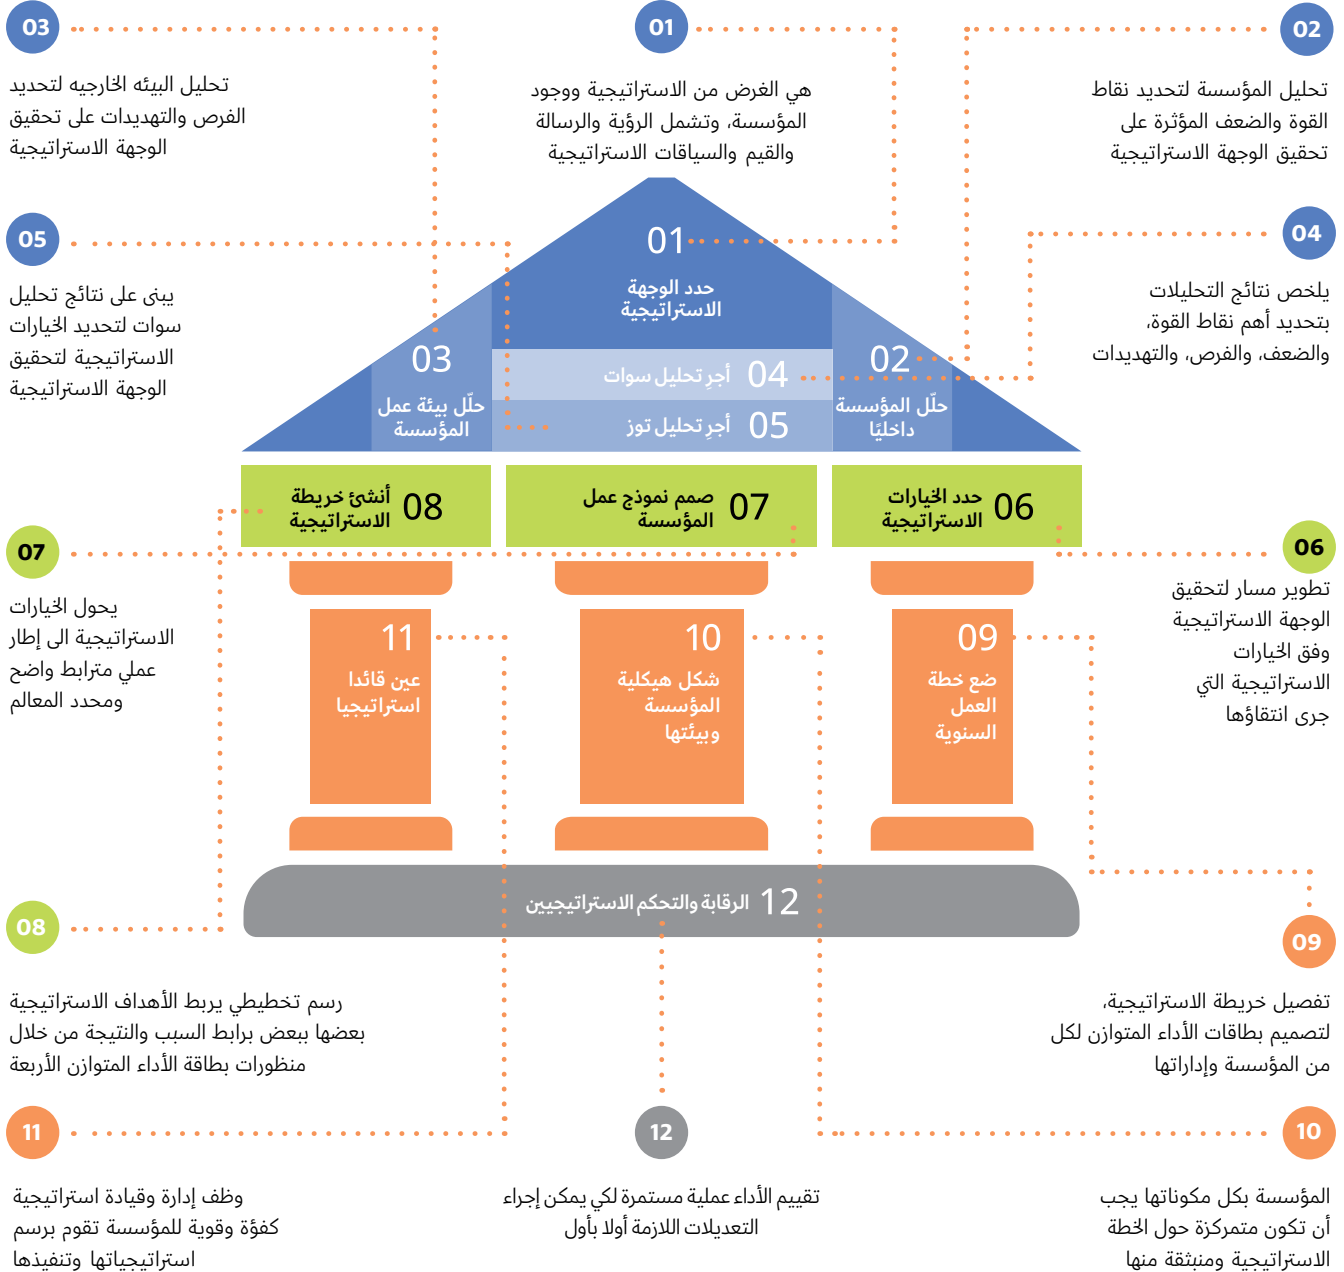 01
هي الغرض من الاستراتيجية ووجود
المؤسسة، وتشمل الرؤية والرسالة
والقيم والسياقات الاستراتيجية
02
تحليل المؤسسة لتحديد نقاط
القوة والضعف المؤثرة على
تحقيق الوجهة الاستراتيجية
03
تحليل البيئه الخارجيه لتحديد
الفرص والتهديدات على تحقيق
الوجهة الاستراتيجية
04
يلخص نتائج التحليلات
بتحديد أهم نقاط القوة،
والضعف، والفرص، والتهديدات
05
يبنى على نتائج تحليل
سوات لتحديد الخيارات
الاستراتيجية لتحقيق
الوجهة الاستراتيجية
01
حدد الوجهة
الاستراتيجية
02
حلّل المؤسسة
داخليًا
03
حلّل بيئة عمل
المؤسسة
04 أجرِ تحليل سوات
05 أجرِ تحليل توز
06 حدد الخيارات
الاستراتيجية
07 صمم نموذج عمل
المؤسسة
08 أنشئ خريطة
الاستراتيجية
06
تطوير مسار لتحقيق
الوجهة الاستراتيجية
وفق الخيارات
الاستراتيجية التي
جرى انتقاؤها
07
يحول الخيارات
الاستراتيجية الى إطار
عملي مترابط واضح
ومحدد المعالم
09
ضع خطة
العمل
السنوية
10
شكل هيكلية
المؤسسة
وبيئتها
11
عين قائدا
استراتيجيا
12 الرقابة والتحكم الاستراتيجيين
08
رسم تخطيطي يربط الأهداف الاستراتيجية
بعضها ببعض برابط السبب والنتيجة من خلال
منظورات بطاقة الأداء المتوازن الأربعة
09
تفصيل خريطة الاستراتيجية،
لتصميم بطاقات الأداء المتوازن لكل
من المؤسسة وإداراتها
10
المؤسسة بكل مكوناتها يجب
أن تكون متمركزة حول الخطة
الاستراتيجية ومنبثقة منها
12
تقييم الأداء عملية مستمرة لكي يمكن إجراء
التعديلات اللازمة أولا بأول
11
وظف إدارة وقيادة استراتيجية
كفؤة وقوية للمؤسسة تقوم برسم
استراتيجياتها وتنفيذها